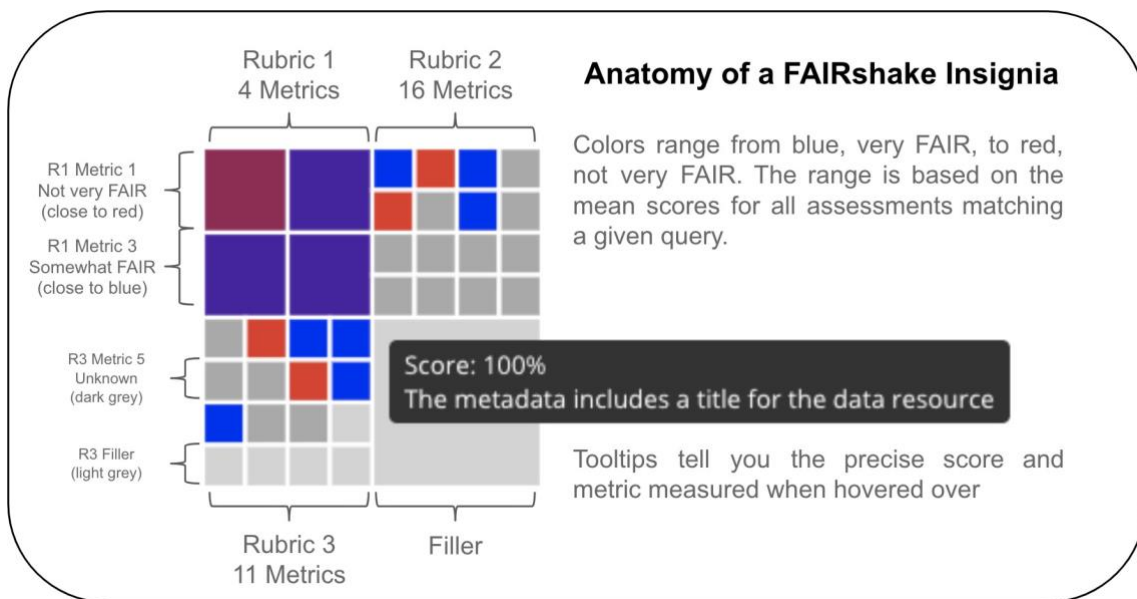 Rubric 1
4 Metrics
Rubric 2
16 Metrics
Anatomy of a FAIRshake Insignia
Colors range from blue, very FAIR, to red,
not very FAIR. The range is based on the
mean scores for all assessments matching
a given query.
R1 Metric 1
Not very FAIR
(close to red)
R1 Metric 3
Somewhat FAIR
(close to blue)
R3 Metric 5
Unknown
(dark grey)
R3 Filler
(light grey)
Score: 100%
The metadata includes a title for the data resource
Tooltips tell you the precise score and
metric measured when hovered over
Rubric 3
11 Metrics
Filler